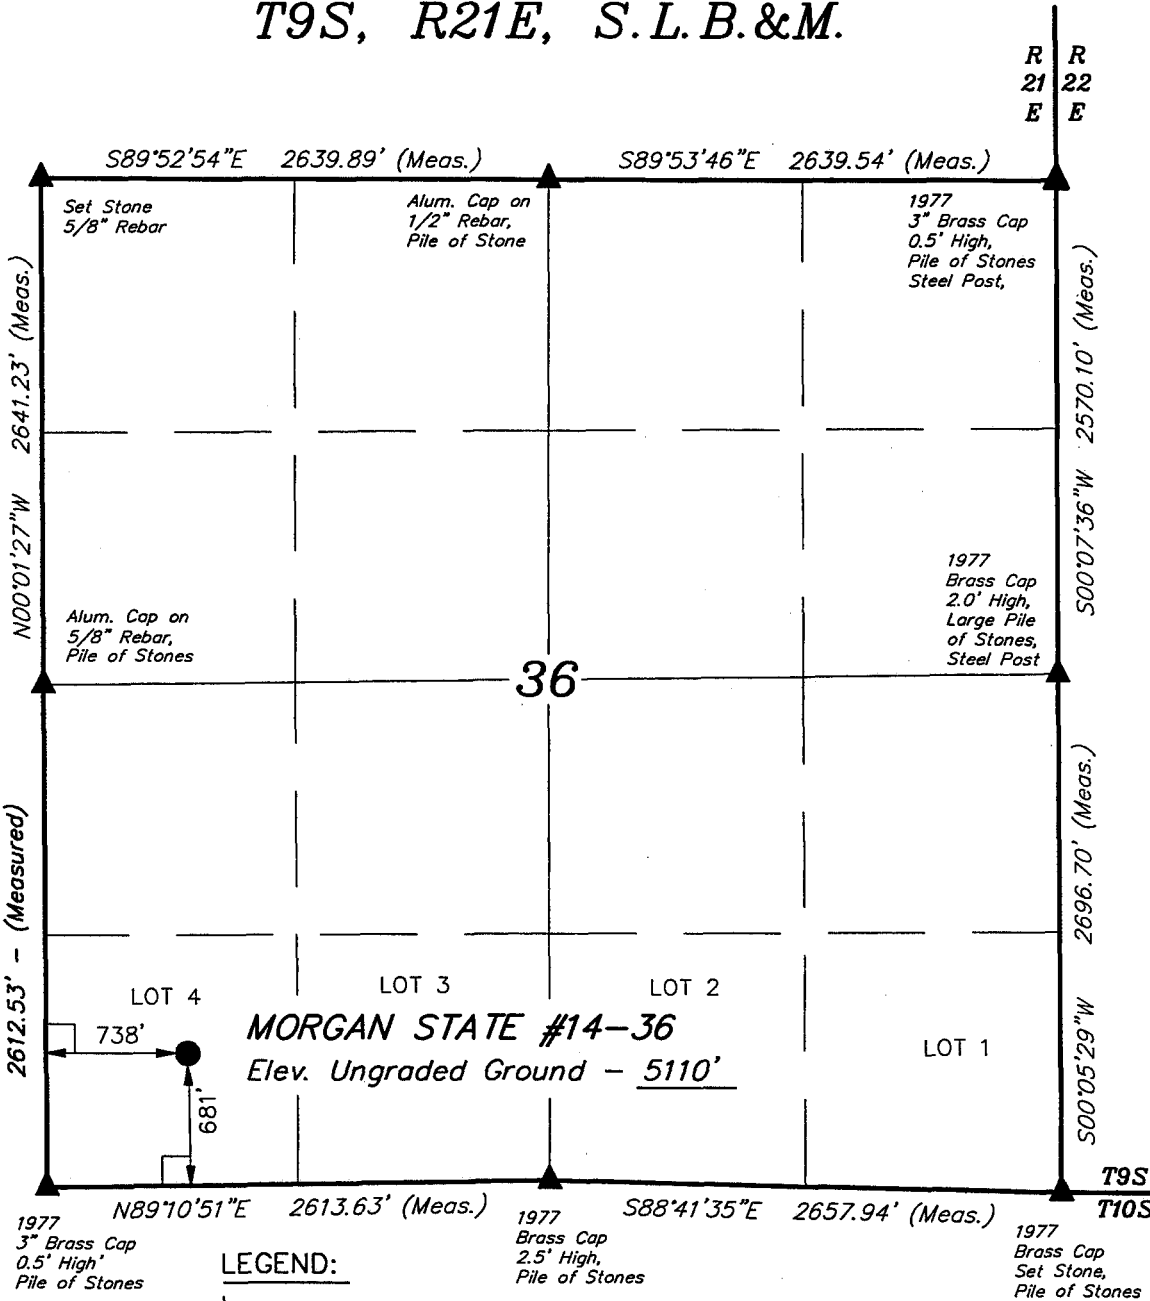 T9S, R21E, S.L.B.&M.
R R
21 22
E E
S89°52'54"E 2639.89' (Meas.)
S89°53'46"E 2639.54' (Meas.)
Set Stone
5/8" Rebar
Alum. Cap on
1/2" Rebar,
Pile of Stone
1977
3" Brass Cap
0.5' High,
Pile of Stones
Steel Post,
N00°01'27"W 2641.23' (Meas.)
S00°07'36"W 2570.10' (Meas.)
Alum. Cap on
5/8" Rebar,
Pile of Stones
1977
Brass Cap
2.0' High,
Large Pile
of Stones,
Steel Post
36
2612.53' - (Measured)
S00°05'29"W 2696.70' (Meas.)
LOT 4
LOT 3
LOT 2
LOT 1
MORGAN STATE #14-36
Elev. Ungraded Ground - 5110'
738'
681'
T9S
T10S
N89°10'51"E 2613.63' (Meas.)
S88°41'35"E 2657.94' (Meas.)
1977
3" Brass Cap
0.5' High'
Pile of Stones
1977
Brass Cap
2.5' High,
Pile of Stones
1977
Brass Cap
Set Stone,
Pile of Stones
LEGEND: